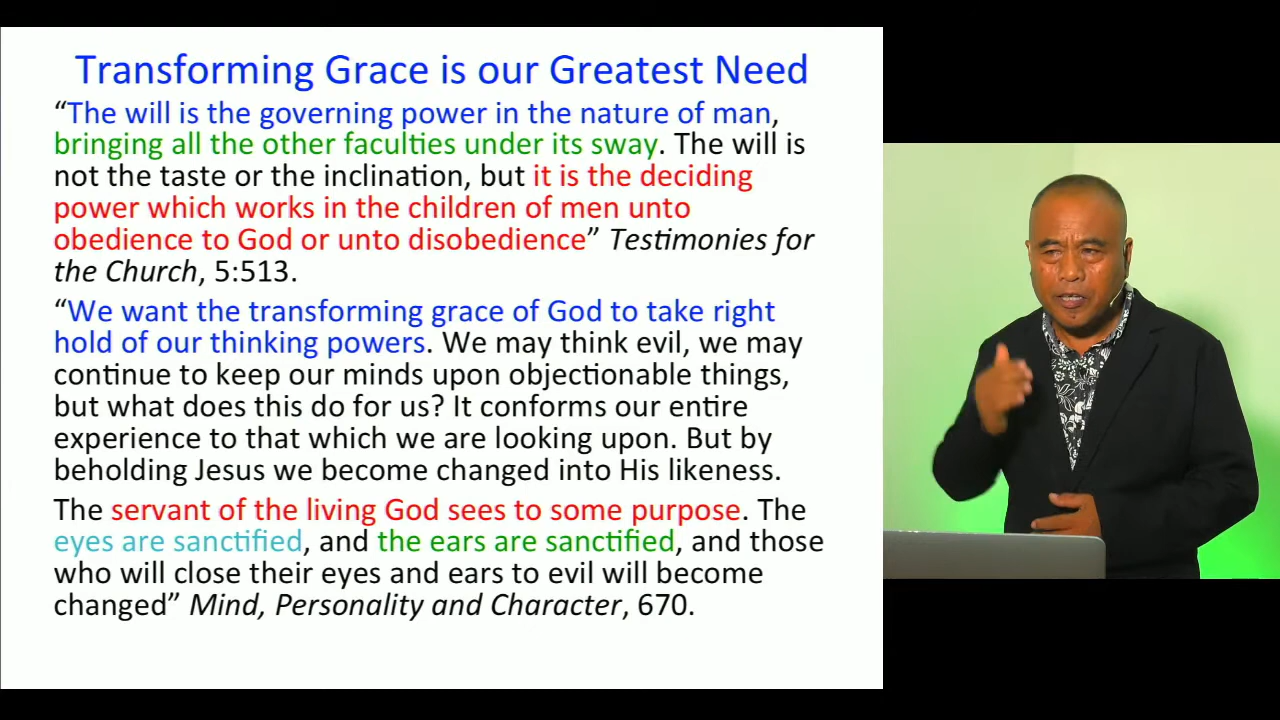 Transforming Grace is our Greatest Need
“The will is the governing power in the nature of man,
bringing all the other faculties under its sway. The will is
not the taste or the inclination, but it is the deciding
power which works in the children of men unto
obedience to God or unto disobedience” Testimonies for
the Church, 5:513.
“We want the transforming grace of God to take right
hold of our thinking powers. We may think evil, we may
continue to keep our minds upon objectionable things,
but what does this do for us? It conforms our entire
experience to that which we are looking upon. But by
beholding Jesus we become changed into His likeness.
The servant of the living God sees to some purpose. The
eyes are sanctified, and the ears are sanctified, and those
who will close their eyes and ears to evil will become
changed” Mind, Personality and Character, 670.